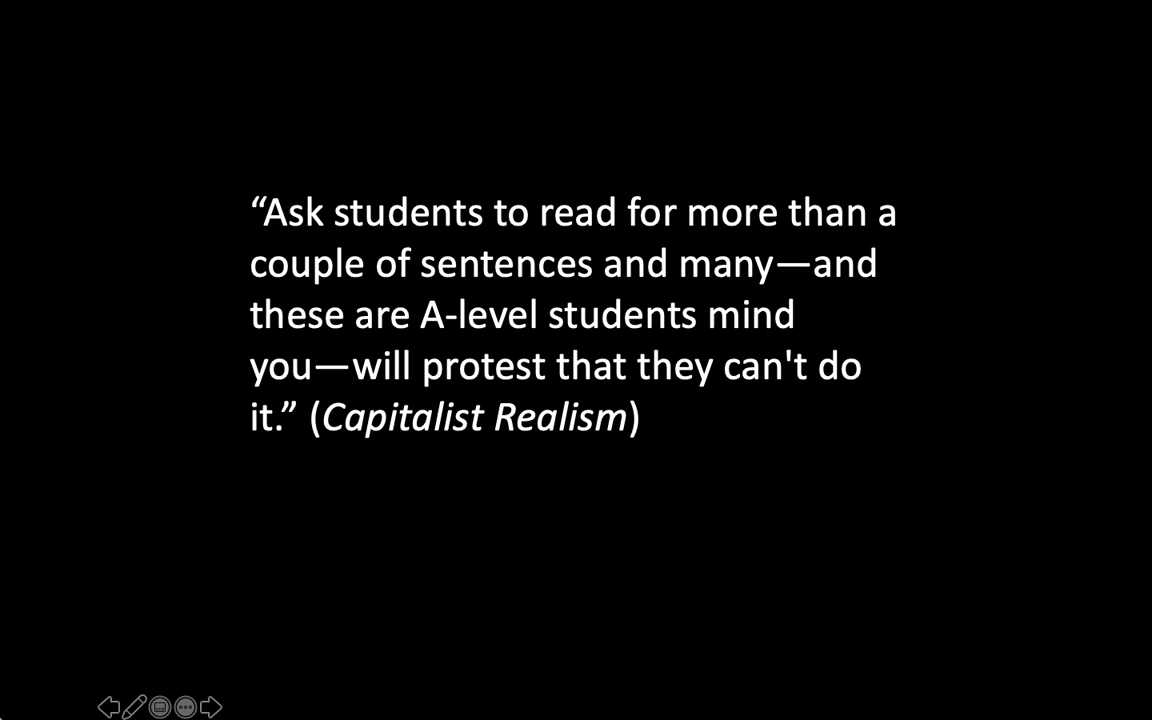 “Ask students to read for more than a
couple of sentences and many—and
these are A-level students mind
you—will protest that they can't do
it.” (Capitalist Realism)